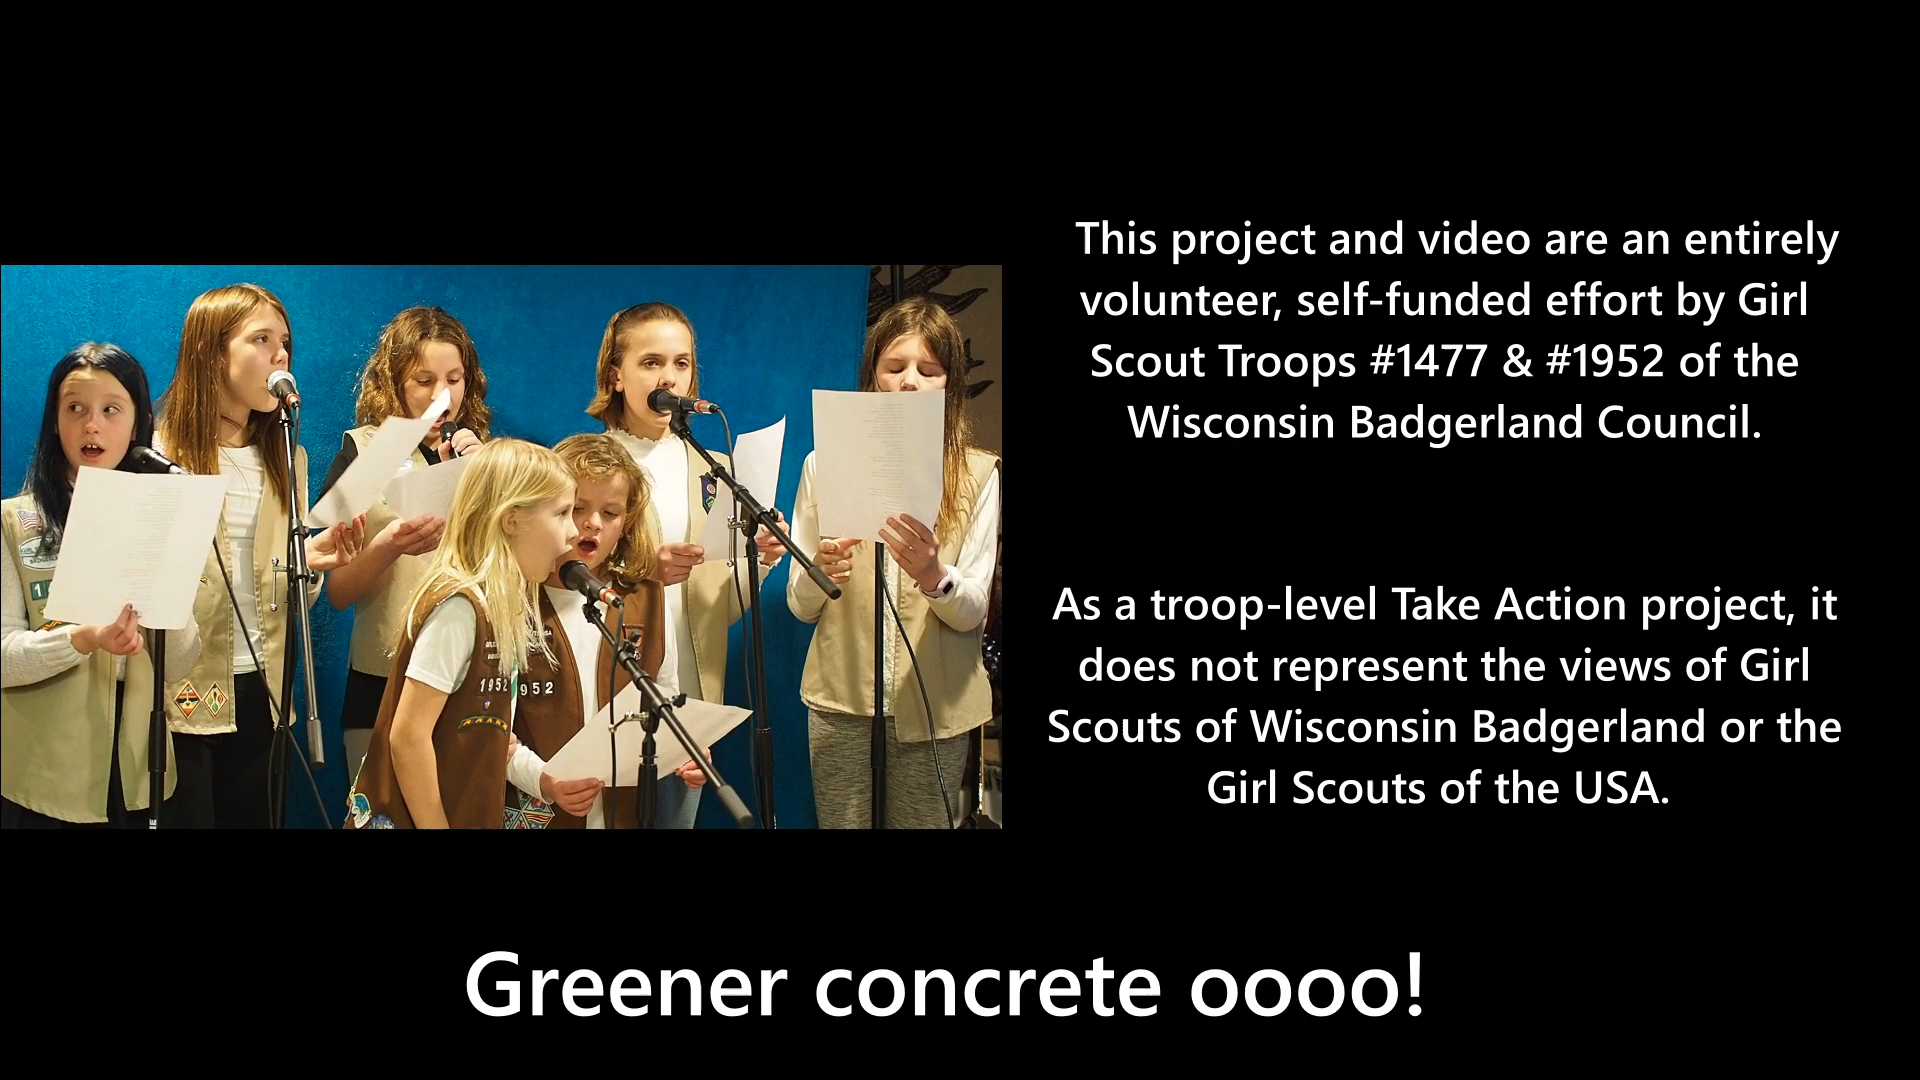 This project and video are an entirely
volunteer, self-funded effort by Girl
Scout Troops #1477 & #1952 of the
Wisconsin Badgerland Council.
As a troop-level Take Action project, it
does not represent the views of Girl
Scouts of Wisconsin Badgerland or the
Girl Scouts of the USA.
1952
952
Greener concrete oooo!